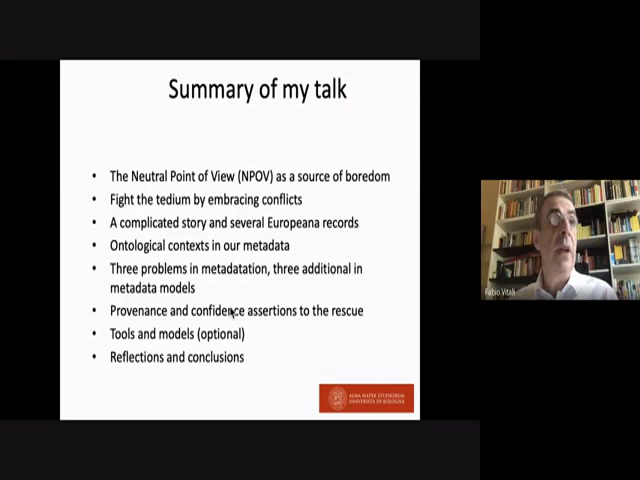 Summary of my talk
• The Neutral Point of View (NPOV) as a source of boredom
• Fight the tedium by embracing conflicts
• A complicated story and several Europeana records
• Ontological contexts in our metadata
• Three problems in metadatation, three additional in
metadata models
• Provenance and confidence assertions to the rescue
• Tools and models (optional)
• Reflections and conclusions
ALMA MATER STUDIORUM
UNIVERSITÀ DI BOLOGNA
Fabio Vitali